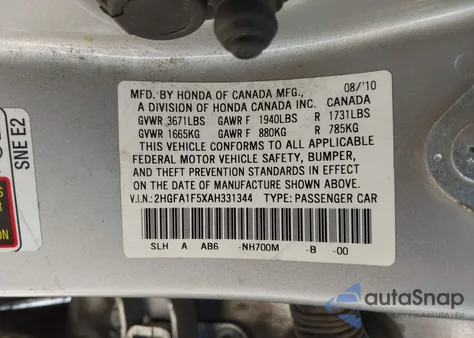 MFD. BY HONDA OF CANADA MFG., 08/'10
A DIVISION OF HONDA CANADA INC. CANADA
GVWR 3671LBS GAWR F 1940LBS R 1731LBS
GVWR 1665KG GAWR F 880KG R 785KG
THIS VEHICLE CONFORMS TO ALL APPLICABLE
FEDERAL MOTOR VEHICLE SAFETY, BUMPER,
AND THEFT PREVENTION STANDARDS IN EFFECT
ON THE DATE OF MANUFACTURE SHOWN ABOVE.
V.I.N.:2HGFA1F5XAH331344 TYPE: PASSENGER CAR
SLH A AB6 -NH700M -B -00
SNE E2
autoSnap